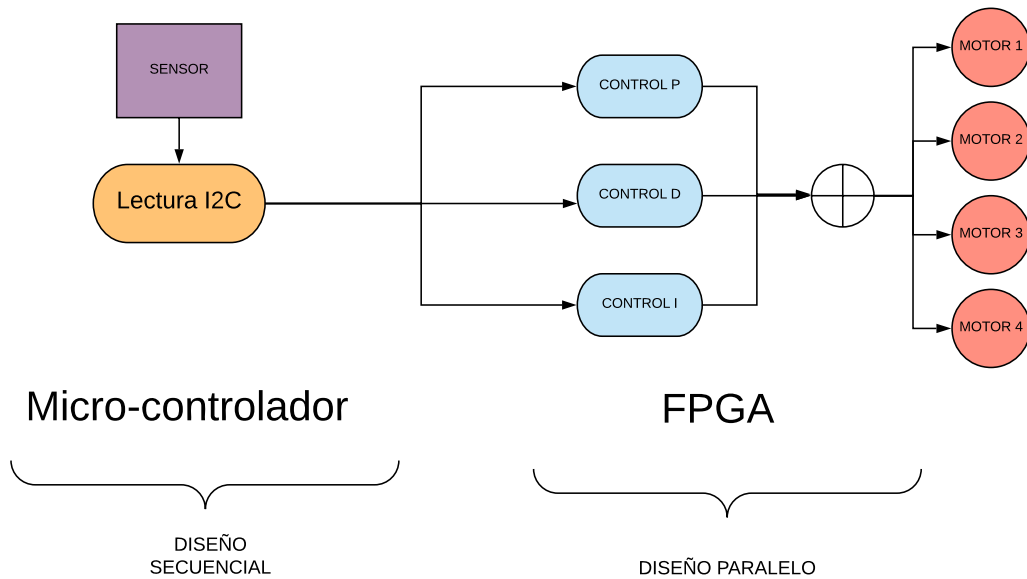 SENSOR
Lectura I2C
CONTROL P
CONTROL D
CONTROL I
MOTOR 1
MOTOR 2
MOTOR 3
MOTOR 4
Micro-controlador
FPGA
DISEÑO
SECUENCIAL
DISEÑO PARALELO